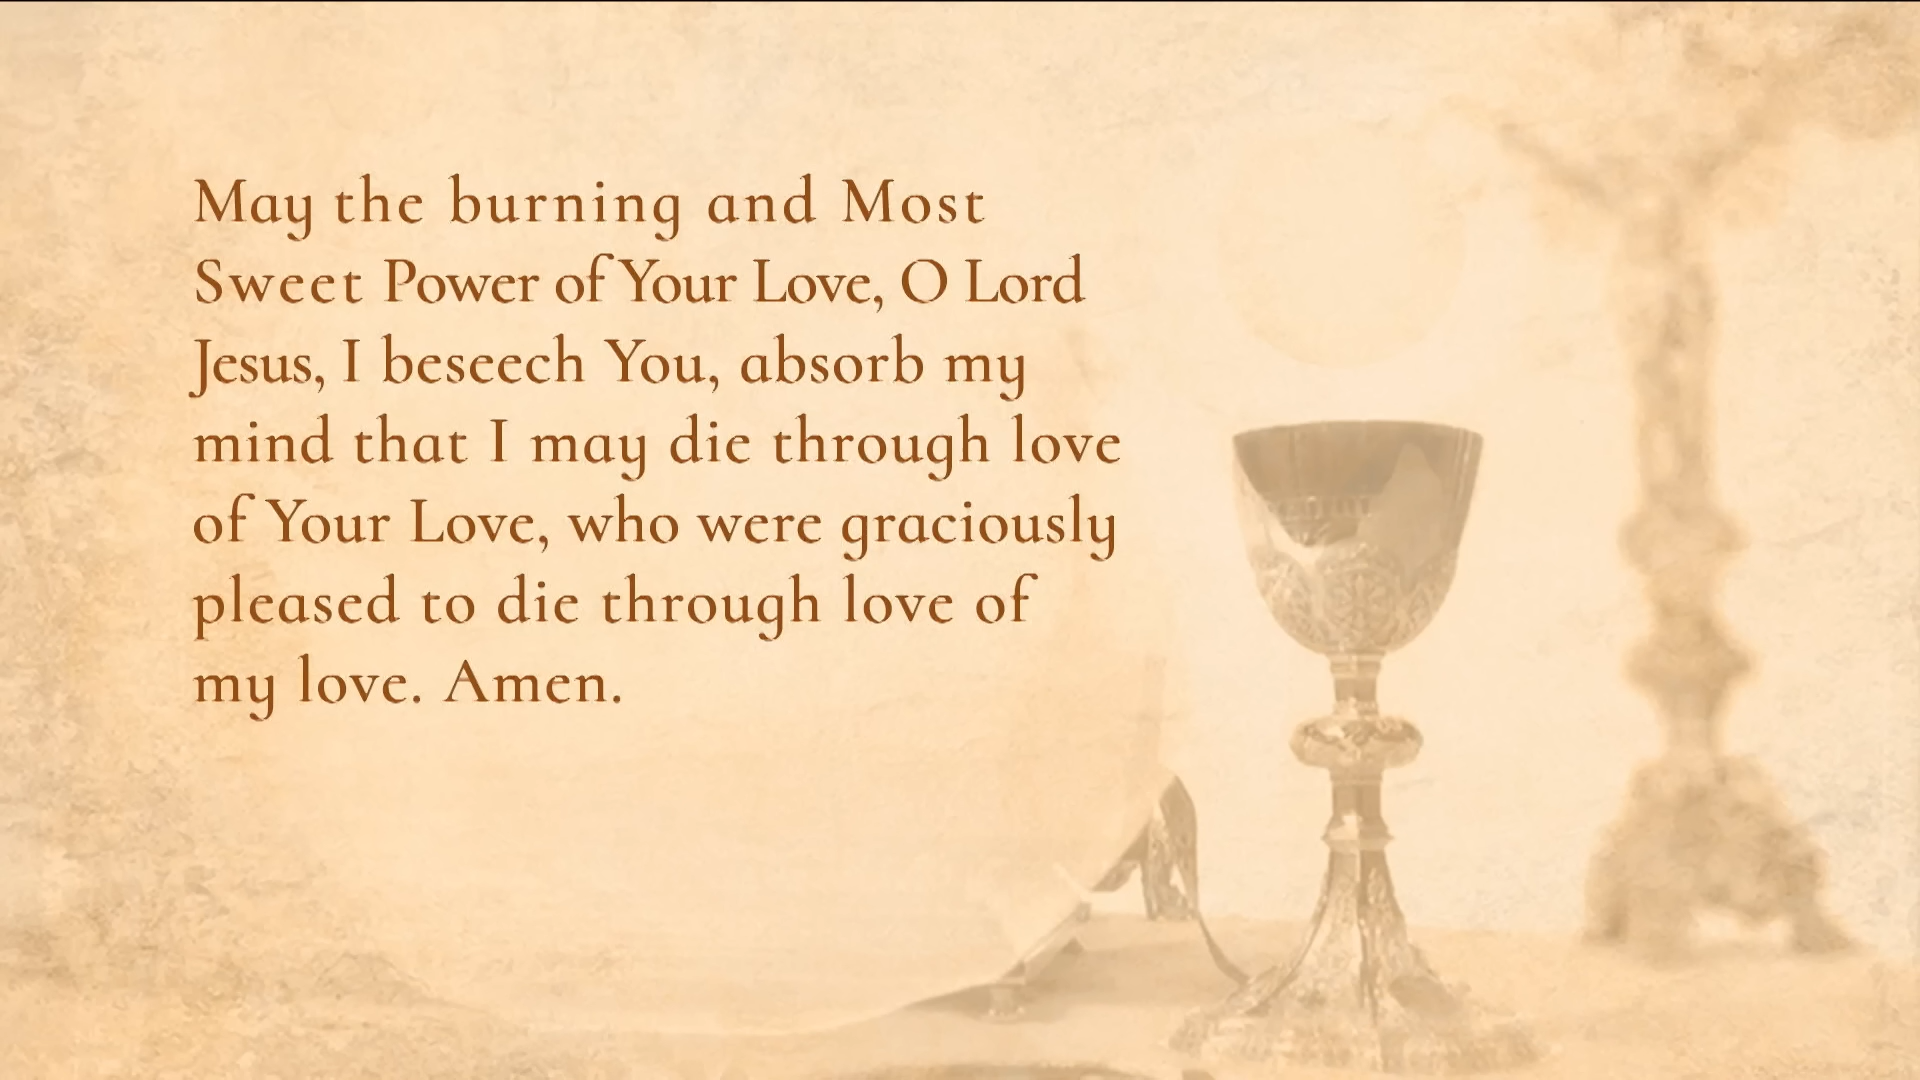 May the burning and Most
Sweet Power of Your Love, O Lord
Jesus, I beseech You, absorb my
mind that I may die through love
of Your Love, who were graciously
pleased to die through love of
my love. Amen.